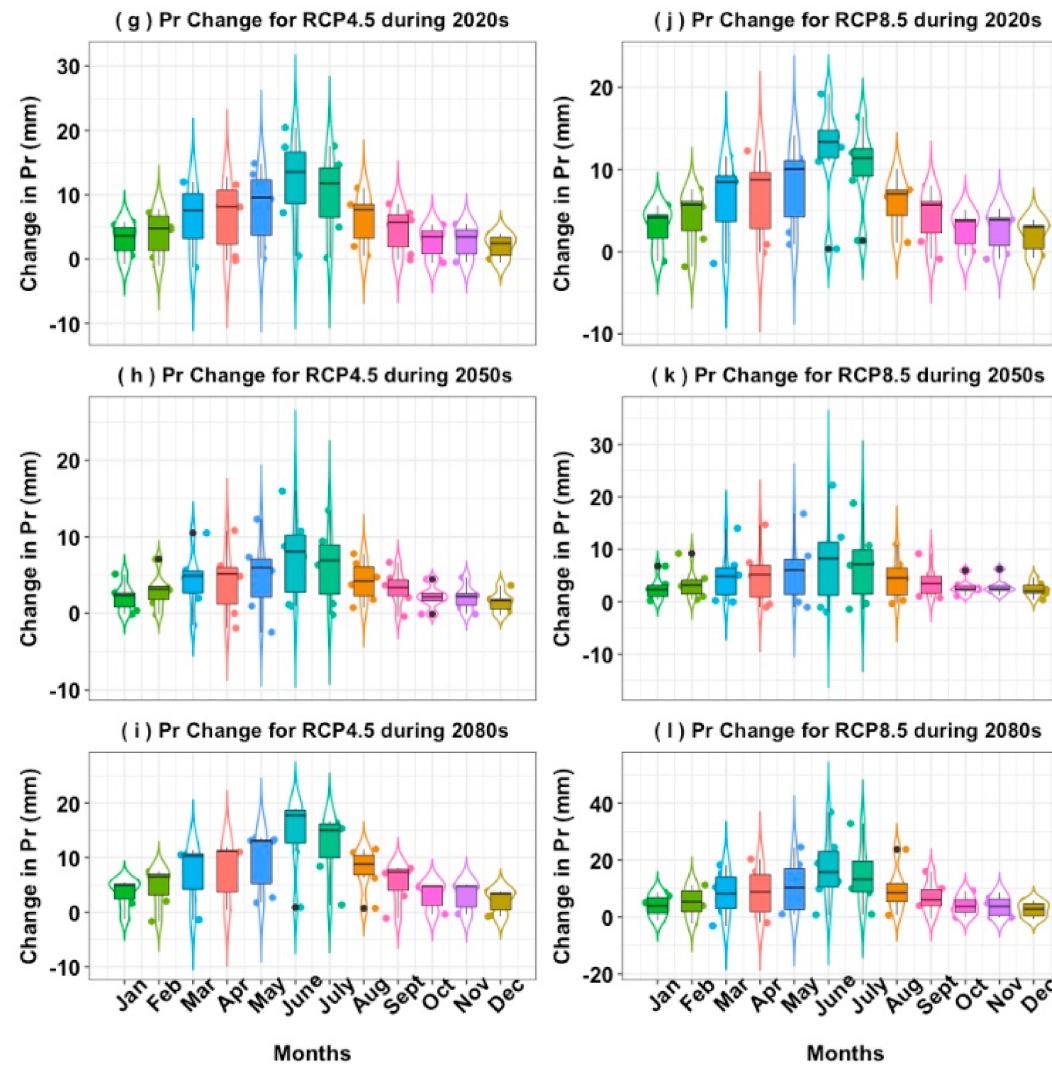 ( g ) Pr Change for RCP4.5 during 2020s
( j ) Pr Change for RCP8.5 during 2020s
Change in Pr (mm)
30
20
10
0
-10
Change in Pr (mm)
20
10
0
-10
( h ) Pr Change for RCP4.5 during 2050s
( k ) Pr Change for RCP8.5 during 2050s
Change in Pr (mm)
20
10
0
-10
Change in Pr (mm)
30
20
10
0
-10
( i ) Pr Change for RCP4.5 during 2080s
( l ) Pr Change for RCP8.5 during 2080s
Change in Pr (mm)
20
10
0
-10
Change in Pr (mm)
40
20
0
-20
Jan Feb Mar Apr May June July Aug Sept Oct Nov Dec
Jan Feb Mar Apr May June July Aug Sept Oct Nov Dec
Months
Months